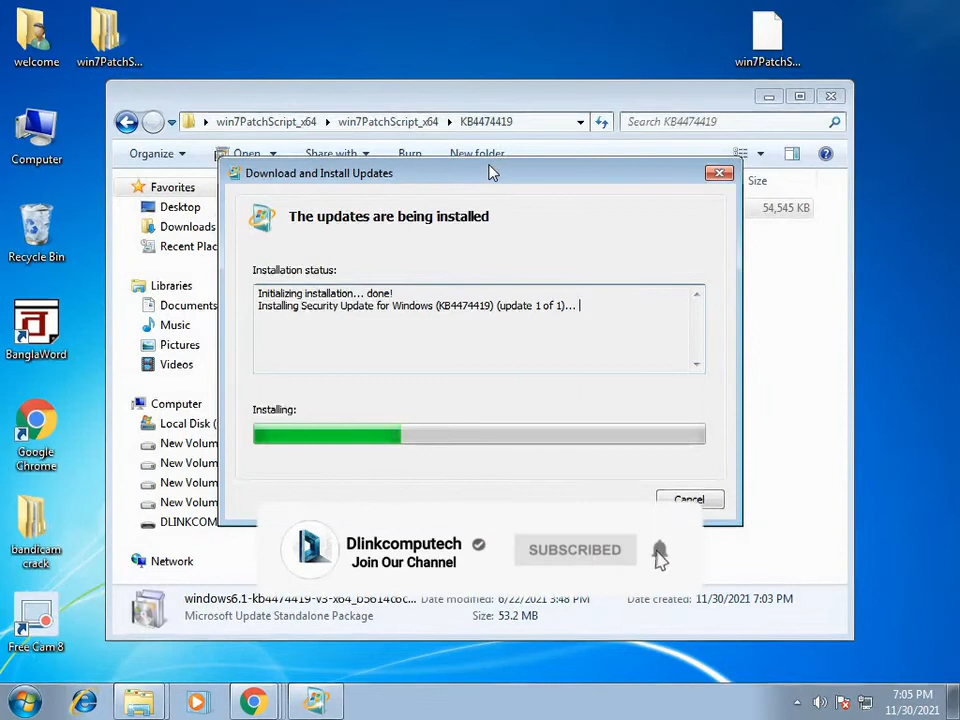 welcome
win7PatchS...
win7PatchS...
Computer
Recycle Bin
BanglaWord
Google
Chrome
bandicam
crack
Free Cam 8
win7PatchScript_x64
win7PatchScript_x64
KB4474419
Search KB4474419
Organize
Open
Share with
Burn
New folder
Size
54,545 KB
Favorites
Desktop
Downloads
Recent Plac
Libraries
Documents
Music
Pictures
Videos
Computer
Local Disk (
New Volum
New Volum
New Volum
New Volum
DLINKCOM
Network
Download and Install Updates
The updates are being installed
Installation status:
Initializing installation... done!
Installing Security Update for Windows (KB4474419) (update 1 of 1)...
Installing:
Cancel
Dlinkcomputech
Join Our Channel
SUBSCRIBED
Date modified: 6/22/2021 3:48 PM
Date created: 11/30/2021 7:03 PM
Microsoft Update Standalone Package
Size: 53.2 MB
7:05 PM
11/30/2021